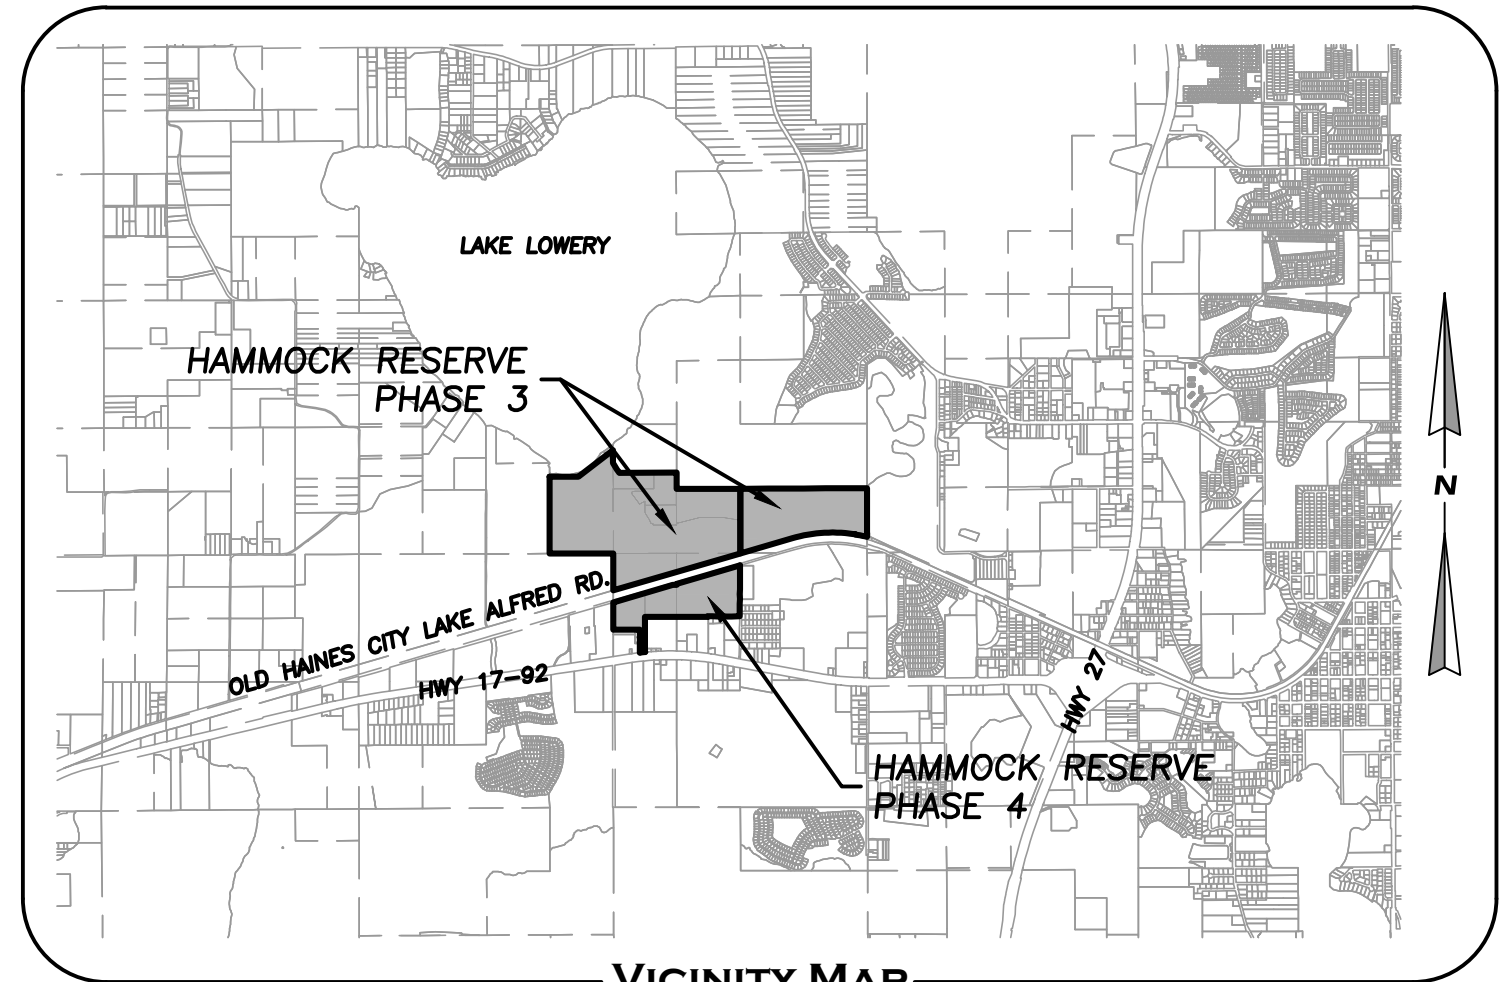 LAKE LOWERY
HAMMOCK RESERVE
PHASE 3
N
OLD HAINES CITY LAKE ALFRED RD.
HWY 17-92
HWY 27
HAMMOCK RESERVE
PHASE 4
VICINITY MAP